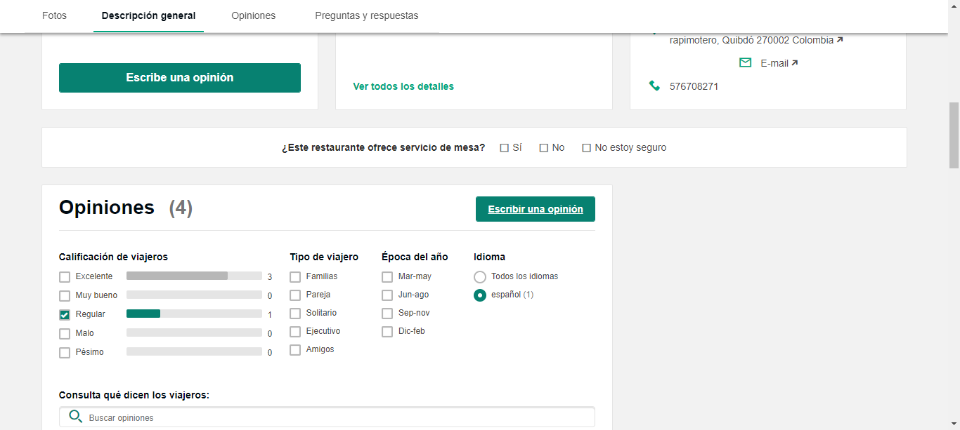 Fotos
Descripción general
Opiniones
Preguntas y respuestas
rapimotero, Quibdó 270002 Colombia
E-mail
576708271
Escribe una opinión
Ver todos los detalles
¿Este restaurante ofrece servicio de mesa? Sí No No estoy seguro
Opiniones (4)
Escribir una opinión
Calificación de viajeros
Excelente 3
Muy bueno 0
Regular 1
Malo 0
Pésimo 0
Tipo de viajero
Familias
Pareja
Solitario
Ejecutivo
Amigos
Época del año
Mar-may
Jun-ago
Sep-nov
Dic-feb
Idioma
Todos los idiomas
español (1)
Consulta qué dicen los viajeros:
Buscar opiniones